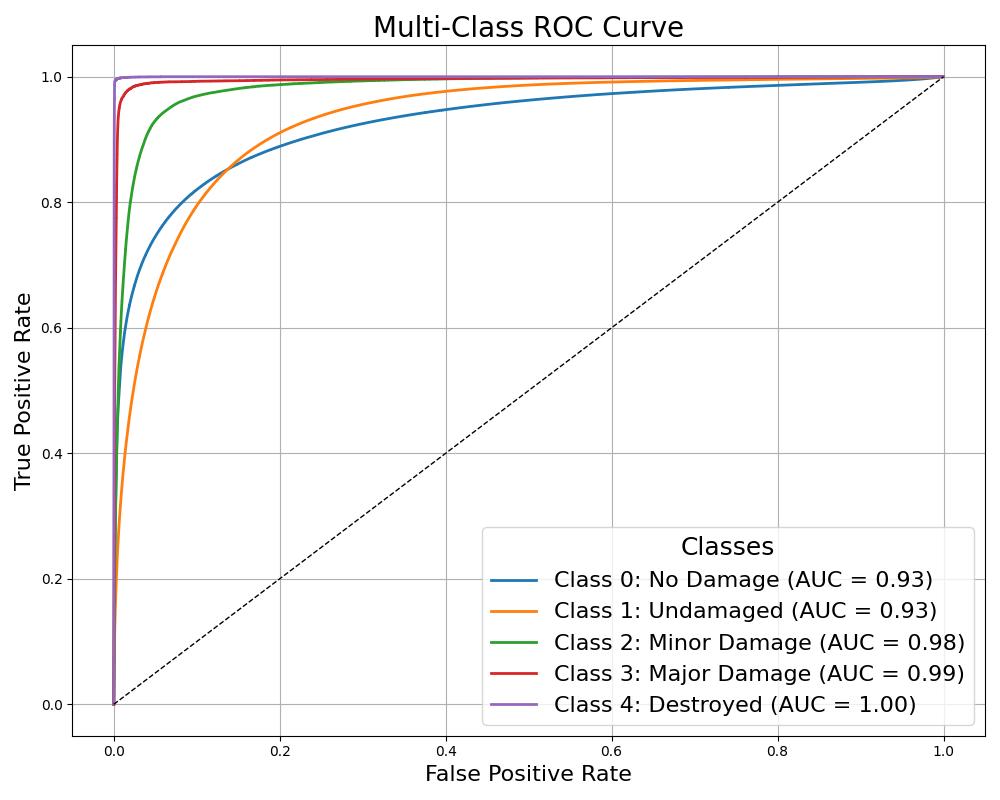 Multi-Class ROC Curve
True Positive Rate
1.0
0.8
0.6
0.4
0.2
0.0
Classes
Class 0: No Damage (AUC = 0.93)
Class 1: Undamaged (AUC = 0.93)
Class 2: Minor Damage (AUC = 0.98)
Class 3: Major Damage (AUC = 0.99)
Class 4: Destroyed (AUC = 1.00)
0.0 0.2 0.4 0.6 0.8 1.0
False Positive Rate